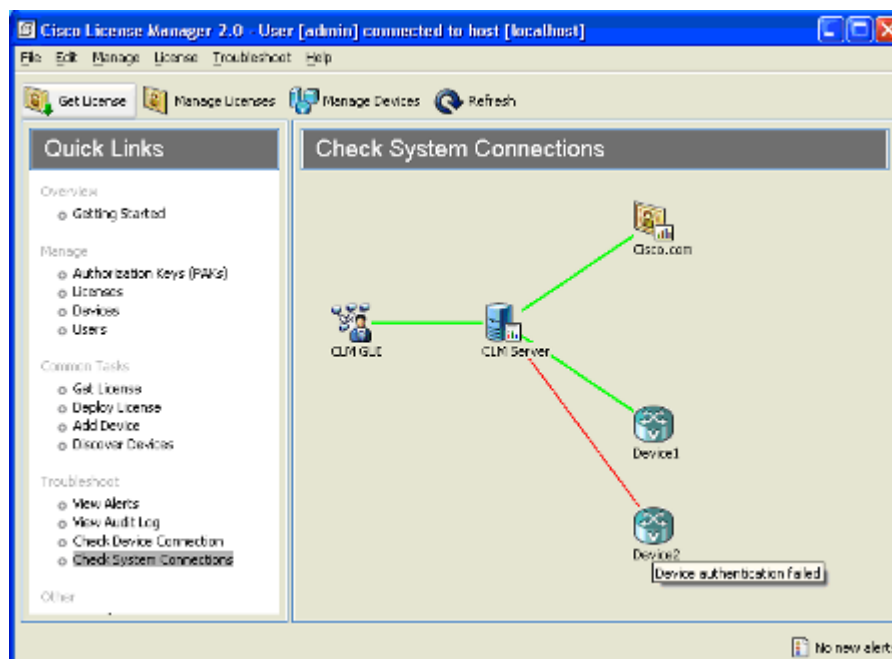 Cisco License Manager 2.0 - User [admin] connected to host [localhost]
File Edit Manage License Troubleshoot Help
Get License Manage Licenses Manage Devices Refresh
Quick Links
Overview
Getting Started
Manage
Authorization Keys (PAKs)
Licenses
Devices
Users
Common Tasks
Get License
Deploy License
Add Device
Discover Devices
Troubleshoot
View Alerts
View Audit Log
Check Device Connection
Check System Connections
Other
Check System Connections
Cisco.com
CLM GUI
CLM Server
Device1
Device2
Device authentication failed
No new alert